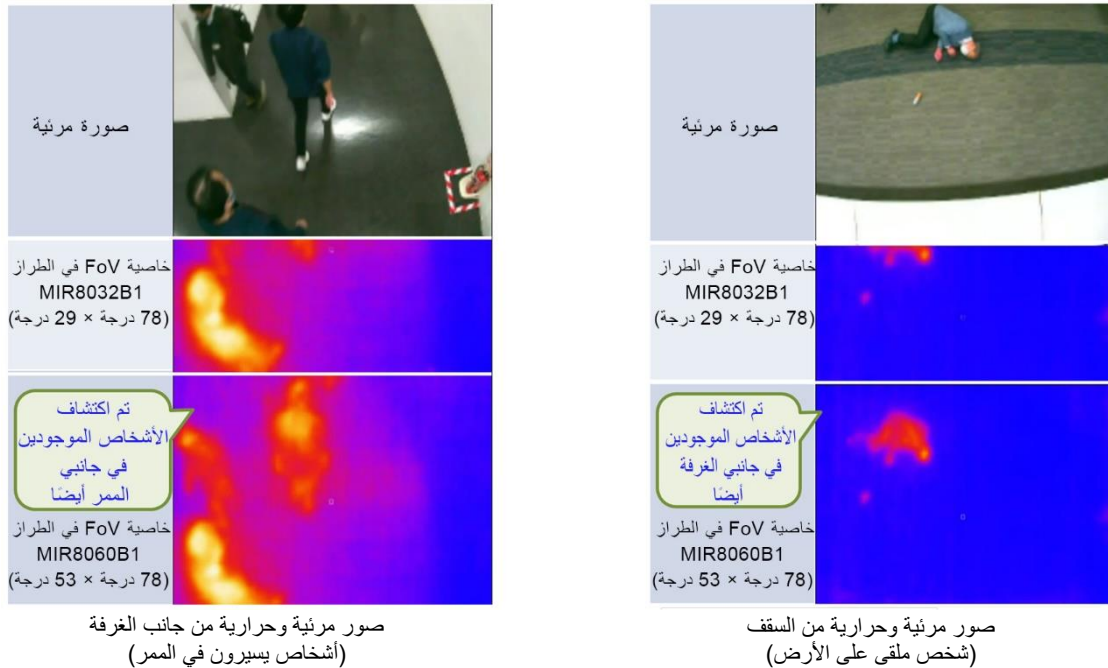 صورة مرئية
خاصية FoV في الطراز
MIR8032B1
(78 درجة × 29 درجة)
تم اكتشاف
الأشخاص الموجودين
في جانبي
الممر أيضًا
خاصية FoV في الطراز
MIR8060B1
(78 درجة × 53 درجة)
صور مرئية وحرارية من جانب الغرفة
(أشخاص يسيرون في الممر)
صورة مرئية
خاصية FoV في الطراز
MIR8032B1
(78 درجة × 29 درجة)
تم اكتشاف
الأشخاص الموجودين
في جانبي الغرفة
أيضًا
خاصية FoV في الطراز
MIR8060B1
(78 درجة × 53 درجة)
صور مرئية وحرارية من السقف
(شخص ملقى على الأرض)